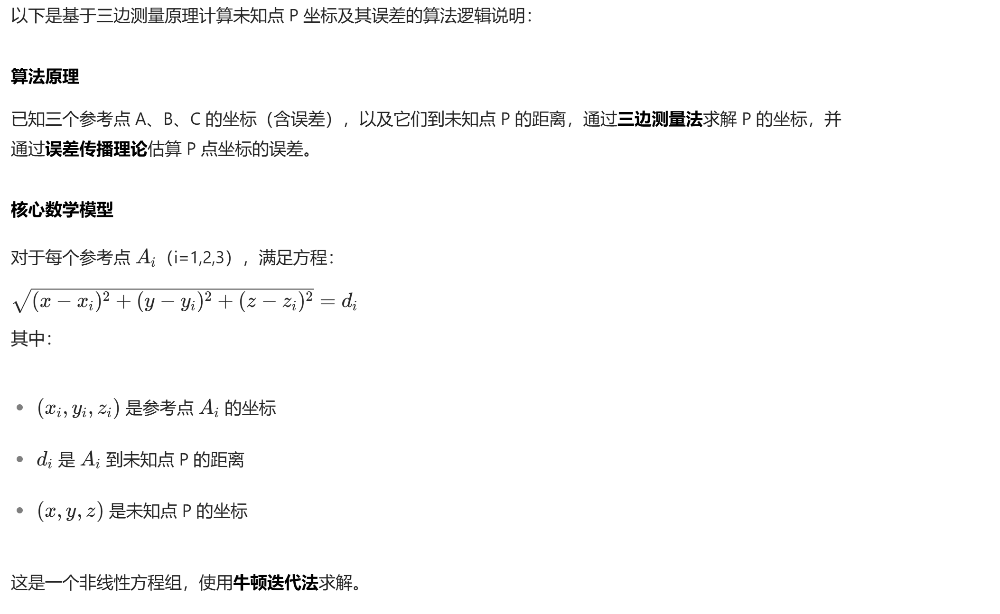 以下是基于三边测量原理计算未知点 P 坐标及其误差的算法逻辑说明：
算法原理
已知三个参考点 A、B、C 的坐标（含误差），以及它们到未知点 P 的距离，通过三边测量法求解 P 的坐标，并
通过误差传播理论估算 P 点坐标的误差。
核心数学模型
对于每个参考点 $A_i$（i=1,2,3），满足方程：
$\sqrt{(x - x_i)^2 + (y - y_i)^2 + (z - z_i)^2} = d_i$
其中：
• $(x_i, y_i, z_i)$ 是参考点 $A_i$ 的坐标
• $d_i$ 是 $A_i$ 到未知点 P 的距离
• $(x, y, z)$ 是未知点 P 的坐标
这是一个非线性方程组，使用牛顿迭代法求解。